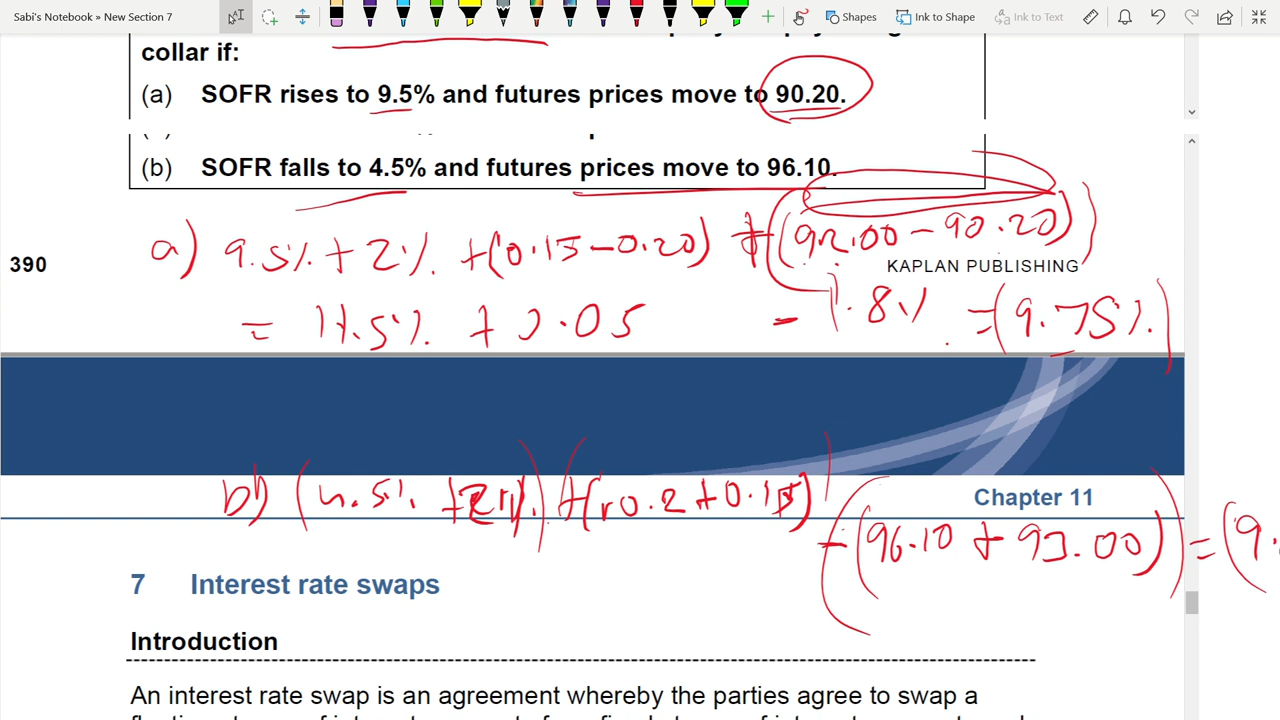 Sabi's Notebook » New Section 7
Shapes Ink to Shape Ink to Text
collar if:
(a) SOFR rises to 9.5% and futures prices move to 90.20.
(b) SOFR falls to 4.5% and futures prices move to 96.10.
a) 9.5% + 2% + (0.15 - 0.20) + (92.00 - 90.20)
390
KAPLAN PUBLISHING
= 11.5% + 0.05 - 1.8% = (9.75%)
b) (4.5% + 2%) + (-0.2 + 0.15)
Chapter 11
- (96.10 + 93.00) = (9.
7 Interest rate swaps
Introduction
An interest rate swap is an agreement whereby the parties agree to swap a